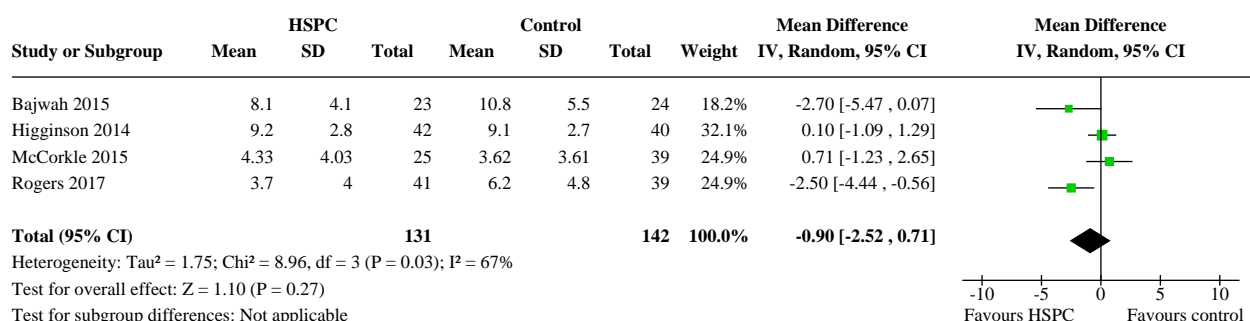 HSPC Control Mean Difference Mean Difference
Study or Subgroup Mean SD Total Mean SD Total Weight IV, Random, 95% CI IV, Random, 95% CI
Bajwah 2015 8.1 4.1 23 10.8 5.5 24 18.2% -2.70 [-5.47 , 0.07]
Higginson 2014 9.2 2.8 42 9.1 2.7 40 32.1% 0.10 [-1.09 , 1.29]
McCorkle 2015 4.33 4.03 25 3.62 3.61 39 24.9% 0.71 [-1.23 , 2.65]
Rogers 2017 3.7 4 41 6.2 4.8 39 24.9% -2.50 [-4.44 , -0.56]
Total (95% CI) 131 142 100.0% -0.90 [-2.52 , 0.71]
Heterogeneity: Tau² = 1.75; Chi² = 8.96, df = 3 (P = 0.03); I² = 67%
Test for overall effect: Z = 1.10 (P = 0.27)
-10 -5 0 5 10
Test for subgroup differences: Not applicable Favours HSPC Favours control